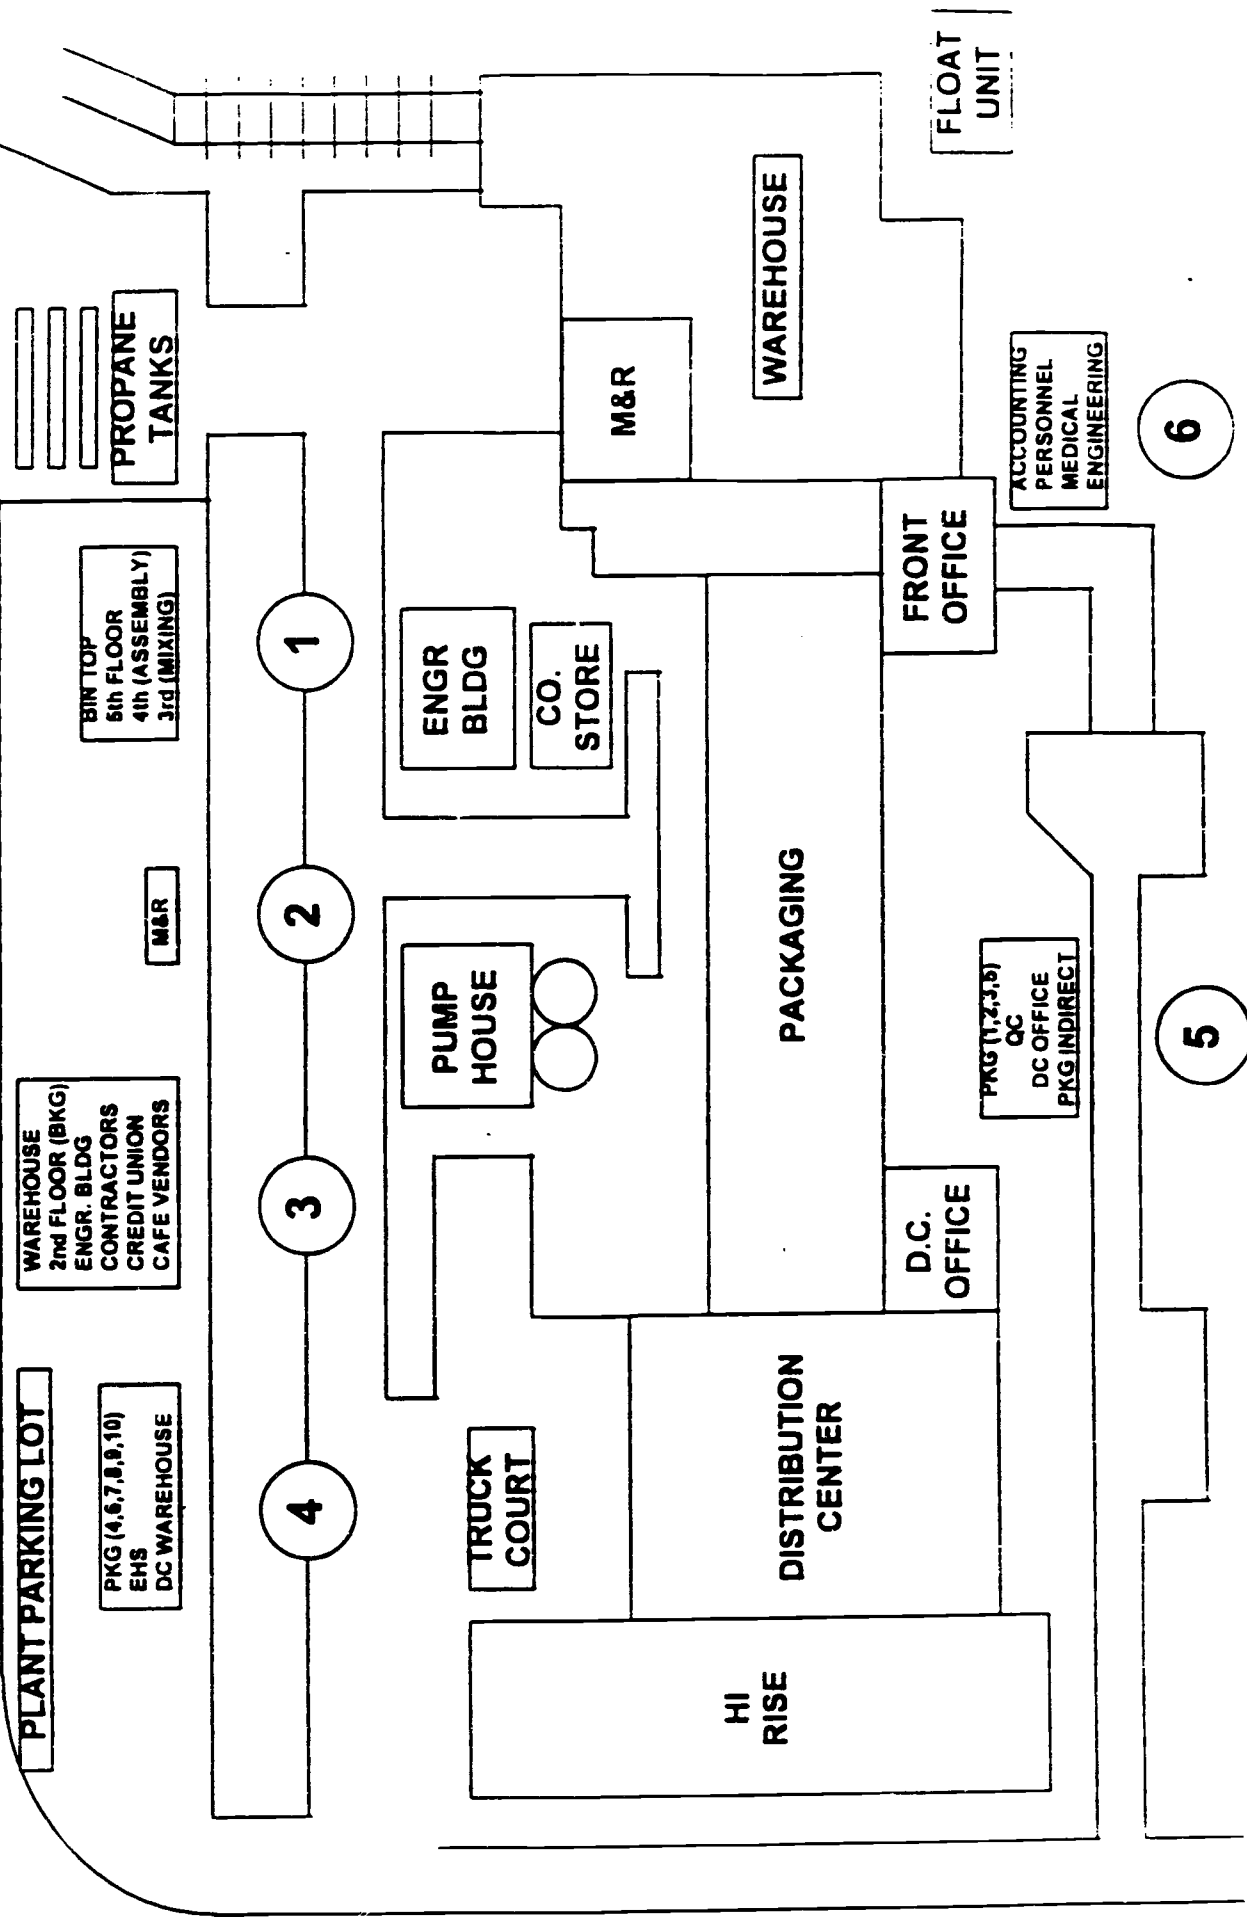 PLANT PARKING LOT
PKG (4,6,7,8,9,10)
EHS
DC WAREHOUSE
WAREHOUSE
2nd FLOOR (BKG)
ENGR. BLDG
CONTRACTORS
CREDIT UNION
CAFE VENDORS
M&R
BIN TOP
5th FLOOR
4th (ASSEMBLY)
3rd (MIXING)
PROPANE
TANKS
4
3
2
1
TRUCK
COURT
PUMP
HOUSE
ENGR
BLDG
CO.
STORE
M&R
HI
RISE
DISTRIBUTION
CENTER
PACKAGING
WAREHOUSE
D.C.
OFFICE
FRONT
OFFICE
FLOAT
UNIT
PKG (1,2,3,5)
QC
DC OFFICE
PKG INDIRECT
ACCOUNTING
PERSONNEL
MEDICAL
ENGINEERING
5
6